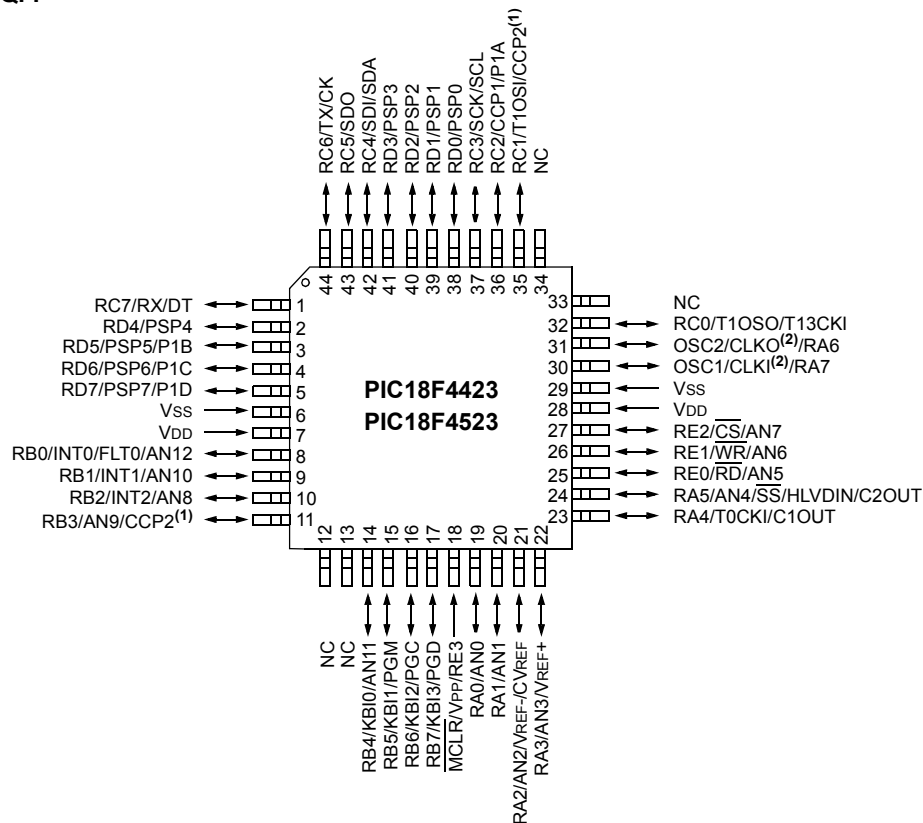 RC6/TX/CK
RC5/SDO
RC4/SDI/SDA
RD3/PSP3
RD2/PSP2
RD1/PSP1
RD0/PSP0
RC3/SCK/SCL
RC2/CCP1/P1A
RC1/T1OSI/CCP2(1)
NC
44
43
42
41
40
39
38
37
36
35
34
RC7/RX/DT 1
RD4/PSP4 2
RD5/PSP5/P1B 3
RD6/PSP6/P1C 4
RD7/PSP7/P1D 5
VSS 6
VDD 7
RB0/INT0/FLT0/AN12 8
RB1/INT1/AN10 9
RB2/INT2/AN8 10
RB3/AN9/CCP2(1) 11
PIC18F4423
PIC18F4523
33 NC
32 RC0/T1OSO/T13CKI
31 OSC2/CLKO(2)/RA6
30 OSC1/CLKI(2)/RA7
29 VSS
28 VDD
27 RE2/CS/AN7
26 RE1/WR/AN6
25 RE0/RD/AN5
24 RA5/AN4/SS/HLVDIN/C2OUT
23 RA4/T0CKI/C1OUT
12
13
14
15
16
17
18
19
20
21
22
NC
NC
RB4/KBI0/AN11
RB5/KBI1/PGM
RB6/KBI2/PGC
RB7/KBI3/PGD
MCLR/VPP/RE3
RA0/AN0
RA1/AN1
RA2/AN2/VREF-/CVREF
RA3/AN3/VREF+